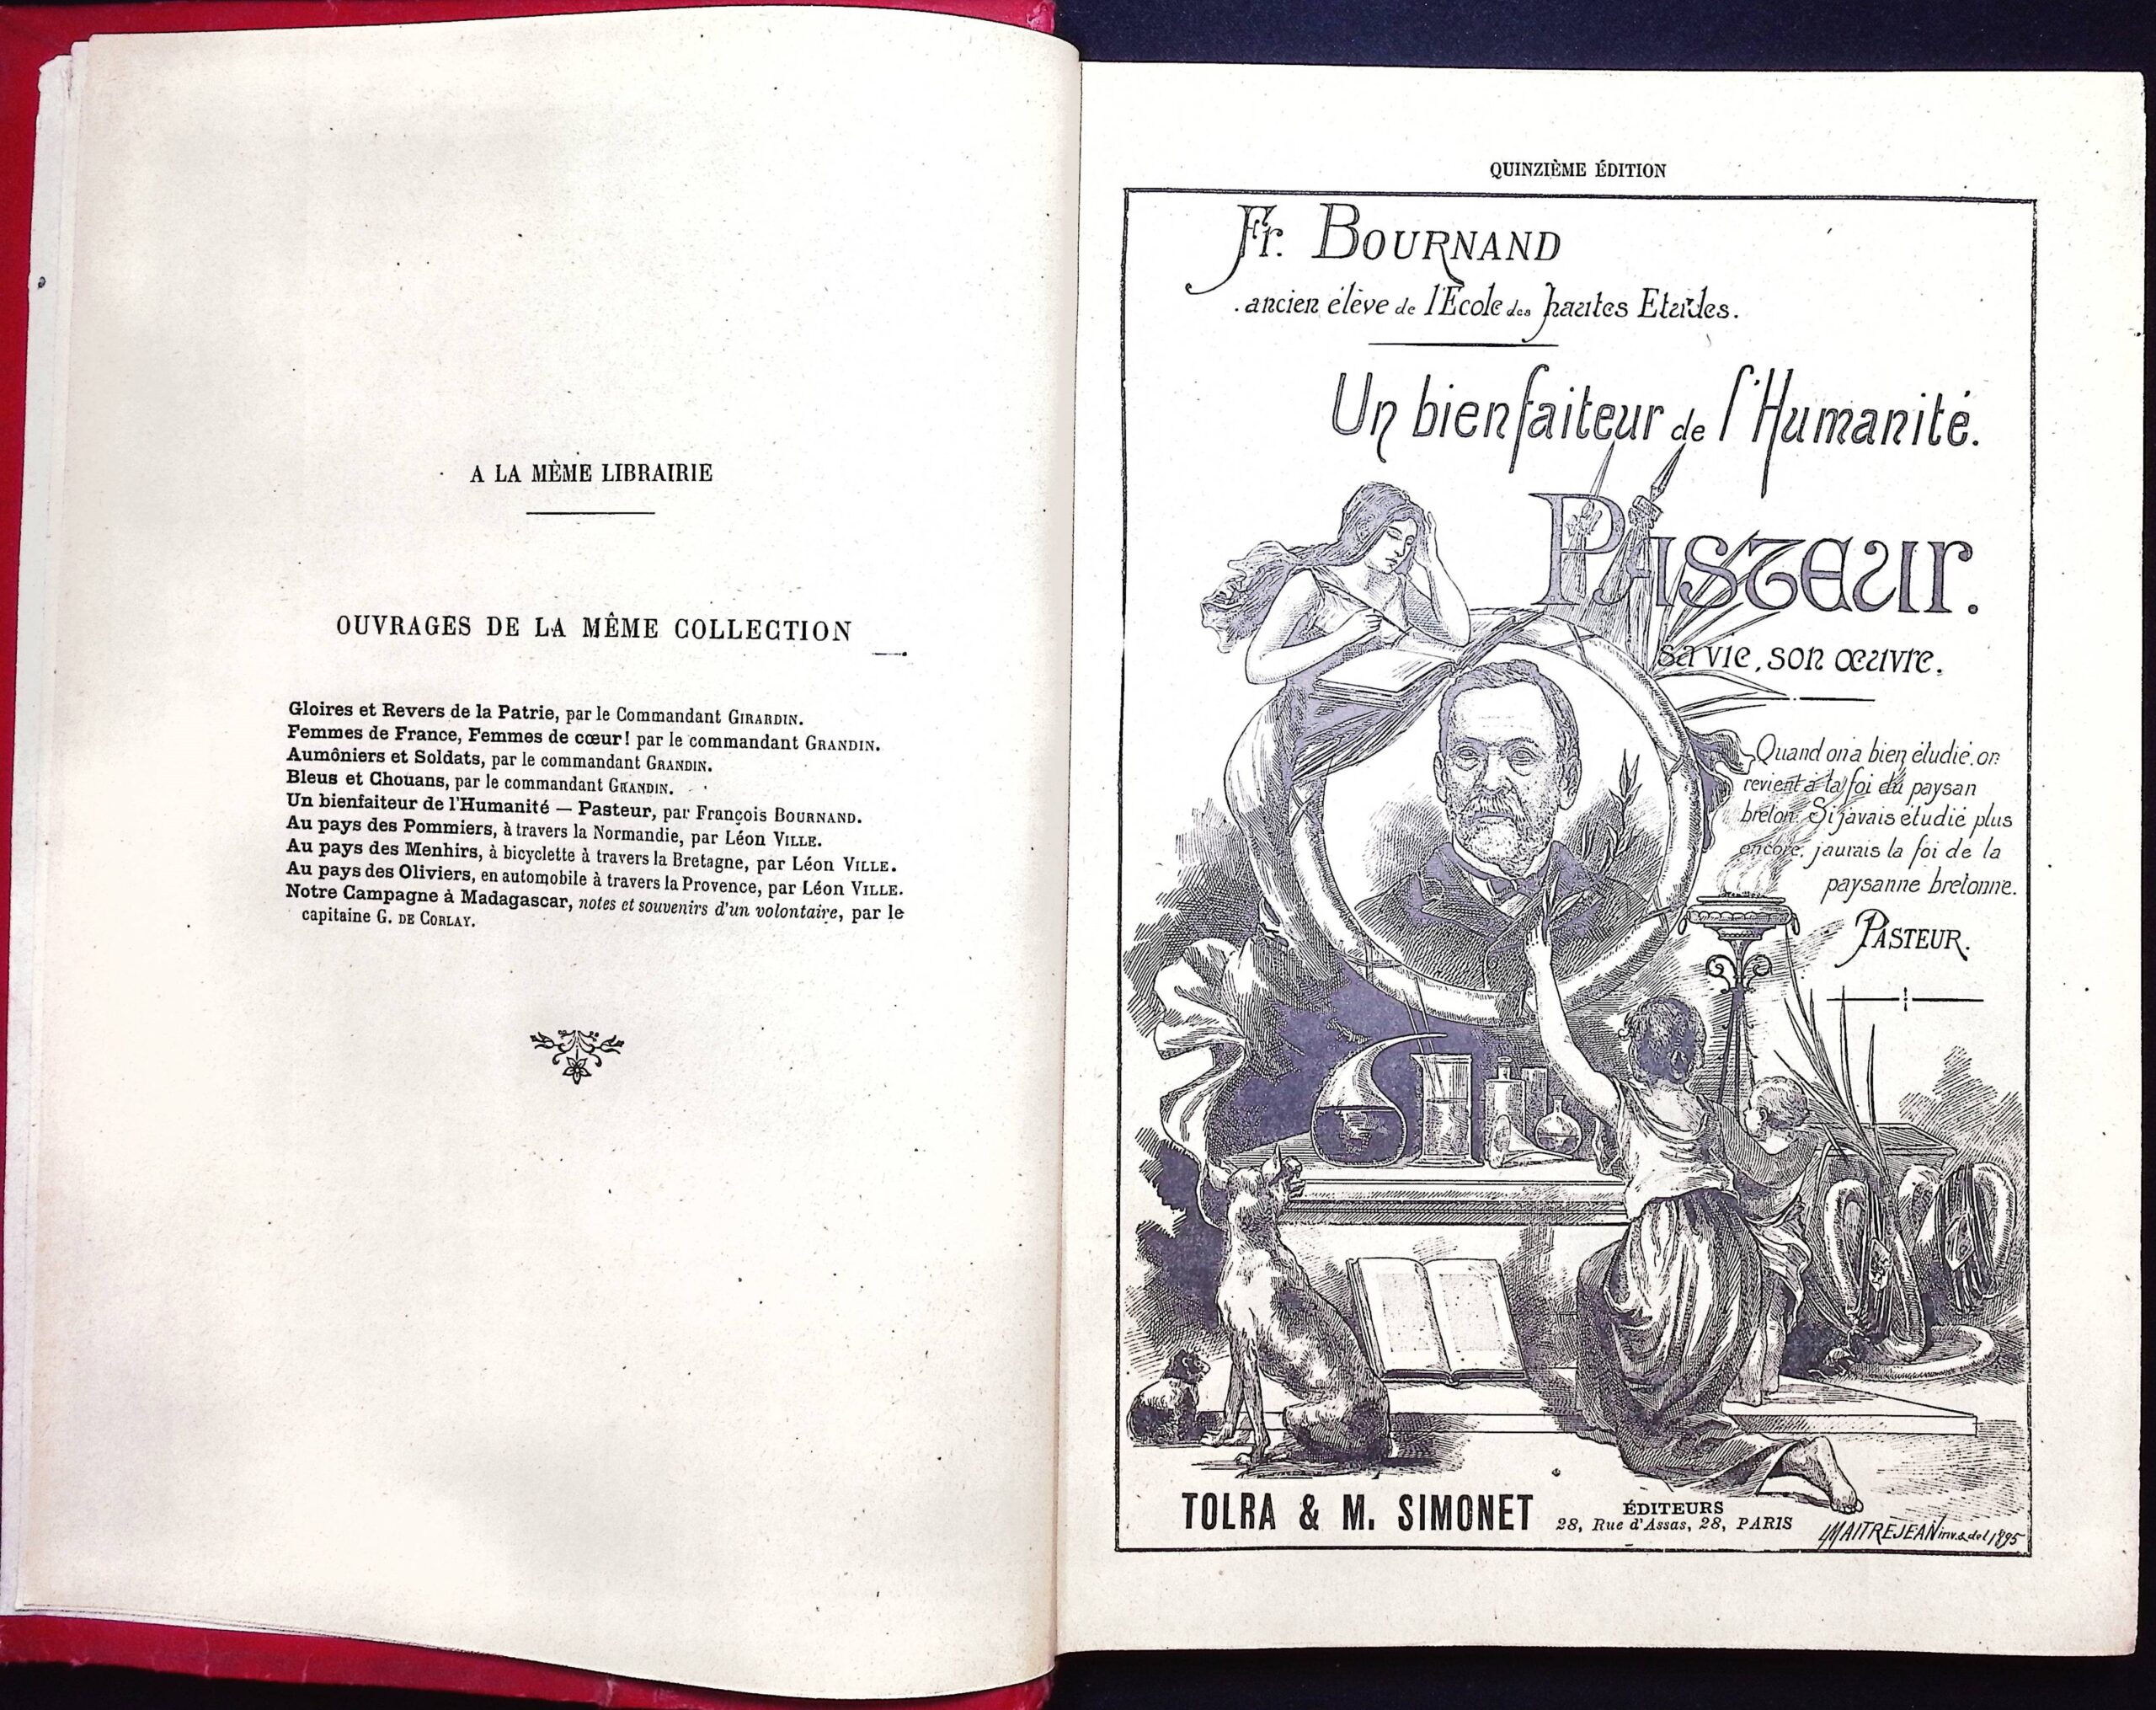 A LA MÈME LIBRAIRIE
OUVRAGES DE LA MÊME COLLECTION
Gloires et Revers de la Patrie, par le Commandant GIRARDIN.
Femmes de France, Femmes de cœur! par le commandant GRANDIN.
Aumôniers et Soldats, par le commandant GRANDIN.
Bleus et Chouans, par le commandant GRANDIN.
Un bienfaiteur de l'Humanité — Pasteur, par François BOURNAND.
Au pays des Pommiers, à travers la Normandie, par Léon VILLE.
Au pays des Menhirs, à bicyclette à travers la Bretagne, par Léon VILLE.
Au pays des Oliviers, en automobile à travers la Provence, par Léon VILLE.
Notre Campagne à Madagascar, notes et souvenirs d'un volontaire, par le
capitaine G. DE CORLAY.
QUINZIÈME ÉDITION
Fr. BOURNAND
ancien élève de l'École des hautes Etudes.
Un bienfaiteur de l'Humanité.
PASTEUR.
sa vie, son œuvre.
Quand on a bien étudié, on
revient à la foi du paysan
breton. Si j'avais étudié plus
encore, j'aurais la foi de la
paysanne bretonne.
PASTEUR.
TOLRA & M. SIMONET
ÉDITEURS
28, Rue d'Assas, 28, PARIS
MAITREJEAN inv. & del 1895